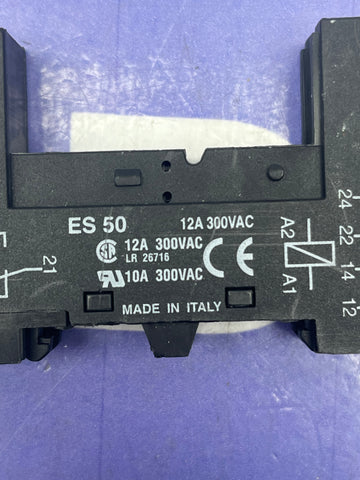 ES 50 12A 300VAC
12A 300VAC
LR 26716
10A 300VAC
MADE IN ITALY
CE
21
A2
A1
24
22
14
12